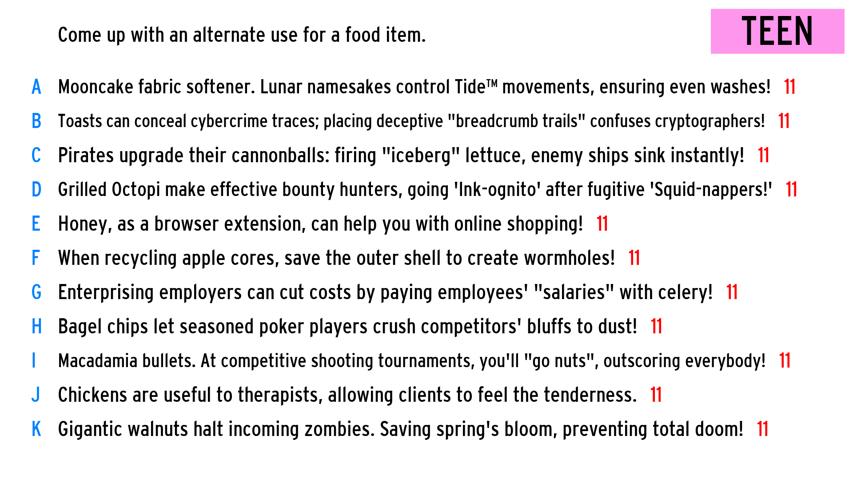 Come up with an alternate use for a food item.
TEEN
A Mooncake fabric softener. Lunar namesakes control Tide™ movements, ensuring even washes! 11
B Toasts can conceal cybercrime traces; placing deceptive "breadcrumb trails" confuses cryptographers! 11
C Pirates upgrade their cannonballs: firing "iceberg" lettuce, enemy ships sink instantly! 11
D Grilled Octopi make effective bounty hunters, going 'Ink-ognito' after fugitive 'Squid-nappers!' 11
E Honey, as a browser extension, can help you with online shopping! 11
F When recycling apple cores, save the outer shell to create wormholes! 11
G Enterprising employers can cut costs by paying employees' "salaries" with celery! 11
H Bagel chips let seasoned poker players crush competitors' bluffs to dust! 11
I Macadamia bullets. At competitive shooting tournaments, you'll "go nuts", outscoring everybody! 11
J Chickens are useful to therapists, allowing clients to feel the tenderness. 11
K Gigantic walnuts halt incoming zombies. Saving spring's bloom, preventing total doom! 11